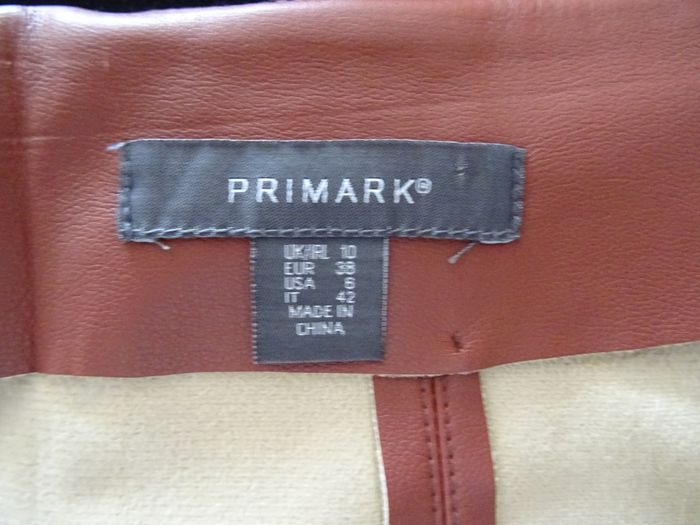 PRIMARK®
UK/IRL 10
EUR 38
USA 6
IT 42
MADE IN
CHINA